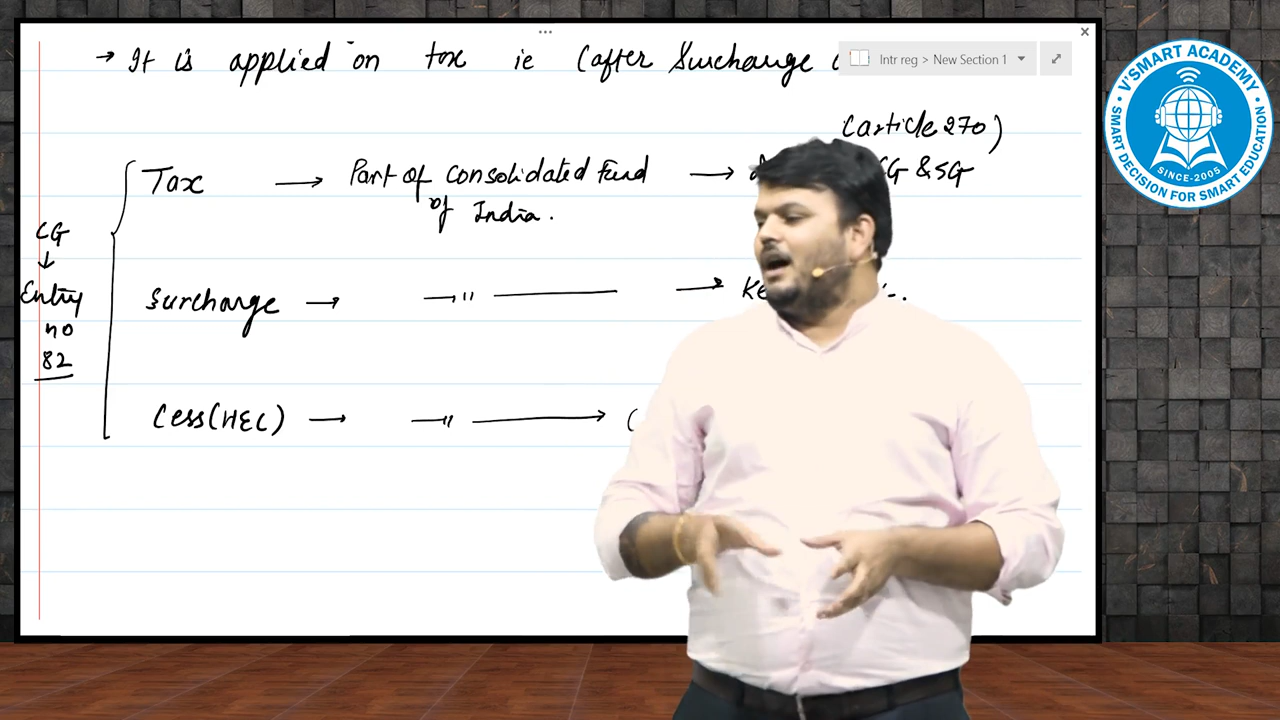 → It is applied on tax ie (after Surcharge
Intr reg > New Section 1
(article 270)
Tax → Part of consolidated Fund → CG & SG
of India.
CG
↓
Entry
no
82
Surcharge → —〃— →
Cess(HEC) → —〃— → (
V'SMART ACADEMY
SINCE-2005
SMART DECISION FOR SMART EDUCATION